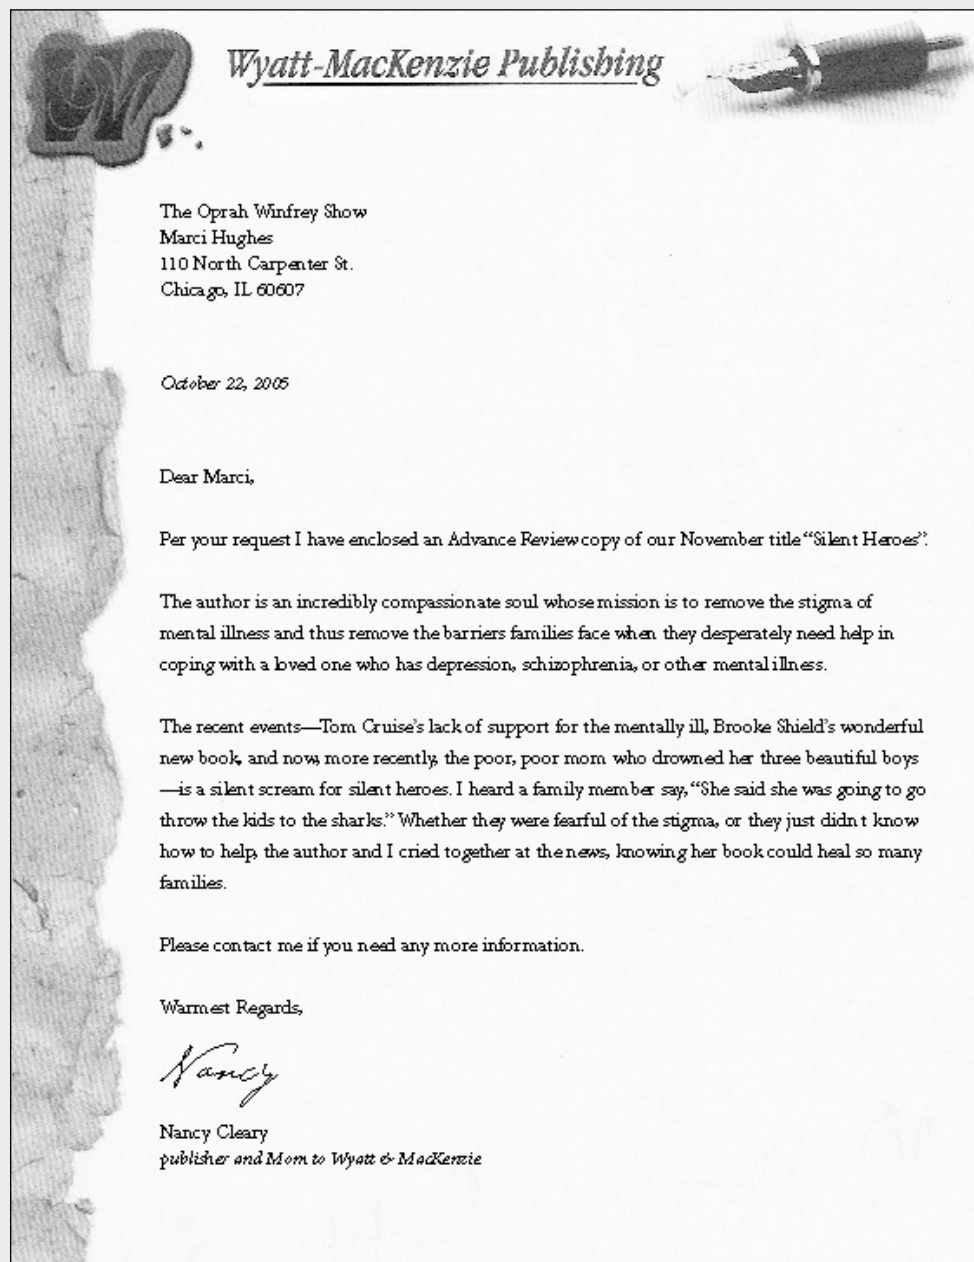 Wyatt-MacKenzie Publishing
The Oprah Winfrey Show
Marci Hughes
110 North Carpenter St.
Chicago, IL 60607
October 22, 2005
Dear Marci,
Per your request I have enclosed an Advance Review copy of our November title “Silent Heroes”.
The author is an incredibly compassionate soul whose mission is to remove the stigma of
mental illness and thus remove the barriers families face when they desperately need help in
coping with a loved one who has depression, schizophrenia, or other mental illness.
The recent events—Tom Cruise’s lack of support for the mentally ill, Brooke Shield’s wonderful
new book, and now, more recently, the poor, poor mom who drowned her three beautiful boys
—is a silent scream for silent heroes. I heard a family member say, “She said she was going to go
throw the kids to the sharks.” Whether they were fearful of the stigma, or they just didn t know
how to help, the author and I cried together at the news, knowing her book could heal so many
families.
Please contact me if you need any more information.
Warmest Regards,
Nancy
Nancy Cleary
publisher and Mom to Wyatt & MacKenzie